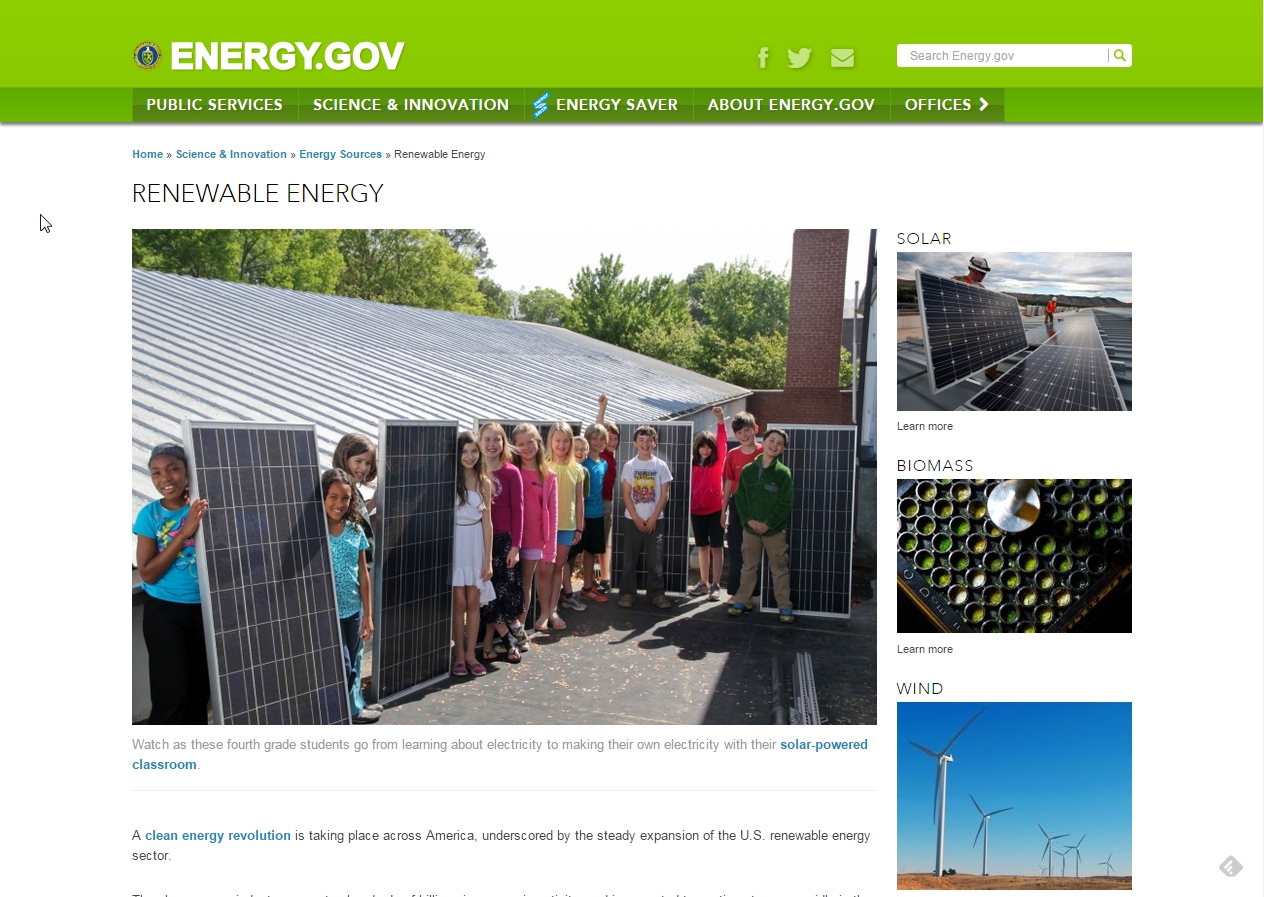 ENERGY.GOV
Search Energy.gov
PUBLIC SERVICES
SCIENCE & INNOVATION
ENERGY SAVER
ABOUT ENERGY.GOV
OFFICES
Home » Science & Innovation » Energy Sources » Renewable Energy
RENEWABLE ENERGY
Watch as these fourth grade students go from learning about electricity to making their own electricity with their solar-powered
classroom.
A clean energy revolution is taking place across America, underscored by the steady expansion of the U.S. renewable energy
sector.
SOLAR
Learn more
BIOMASS
Learn more
WIND